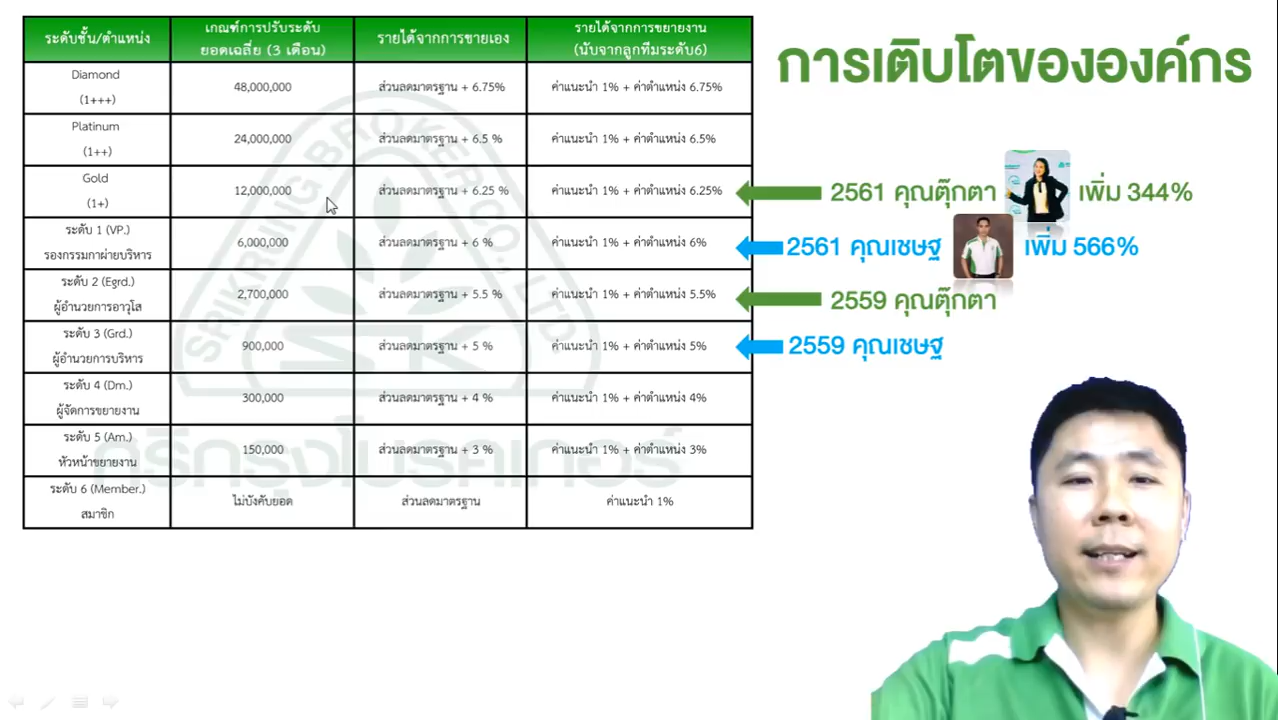 การเติบโตขององค์กร
ระดับชั้น/ตำแหน่ง
เกณฑ์การปรับระดับ
ยอดเฉลี่ย (3 เดือน)
รายได้จากการขายเอง
รายได้จากการขยายงาน
(นับจากลูกทีมระดับ6)
Diamond
(1+++)
48,000,000
ส่วนลดมาตรฐาน + 6.75%
ค่าแนะนำ 1% + ค่าตำแหน่ง 6.75%
Platinum
(1++)
24,000,000
ส่วนลดมาตรฐาน + 6.5 %
ค่าแนะนำ 1% + ค่าตำแหน่ง 6.5%
Gold
(1+)
12,000,000
ส่วนลดมาตรฐาน + 6.25 %
ค่าแนะนำ 1% + ค่าตำแหน่ง 6.25%
2561 คุณตุ๊กตา เพิ่ม 344%
ระดับ 1 (VP.)
รองกรรมกาผ่ายบริหาร
6,000,000
ส่วนลดมาตรฐาน + 6 %
ค่าแนะนำ 1% + ค่าตำแหน่ง 6%
2561 คุณเชษฐ เพิ่ม 566%
ระดับ 2 (Egrd.)
ผู้อำนวยการอาวุโส
2,700,000
ส่วนลดมาตรฐาน + 5.5 %
ค่าแนะนำ 1% + ค่าตำแหน่ง 5.5%
2559 คุณตุ๊กตา
ระดับ 3 (Grd.)
ผู้อำนวยการบริหาร
900,000
ส่วนลดมาตรฐาน + 5 %
ค่าแนะนำ 1% + ค่าตำแหน่ง 5%
2559 คุณเชษฐ
ระดับ 4 (Dm.)
ผู้จัดการขยายงาน
300,000
ส่วนลดมาตรฐาน + 4 %
ค่าแนะนำ 1% + ค่าตำแหน่ง 4%
ระดับ 5 (Am.)
หัวหน้าขยายงาน
150,000
ส่วนลดมาตรฐาน + 3 %
ค่าแนะนำ 1% + ค่าตำแหน่ง 3%
ระดับ 6 (Member.)
สมาชิก
ไม่บังคับยอด
ส่วนลดมาตรฐาน
ค่าแนะนำ 1%
SRIKRUNG BROKER CO.,LTD.
SK
ศรีกรุงโบรคเกอร์